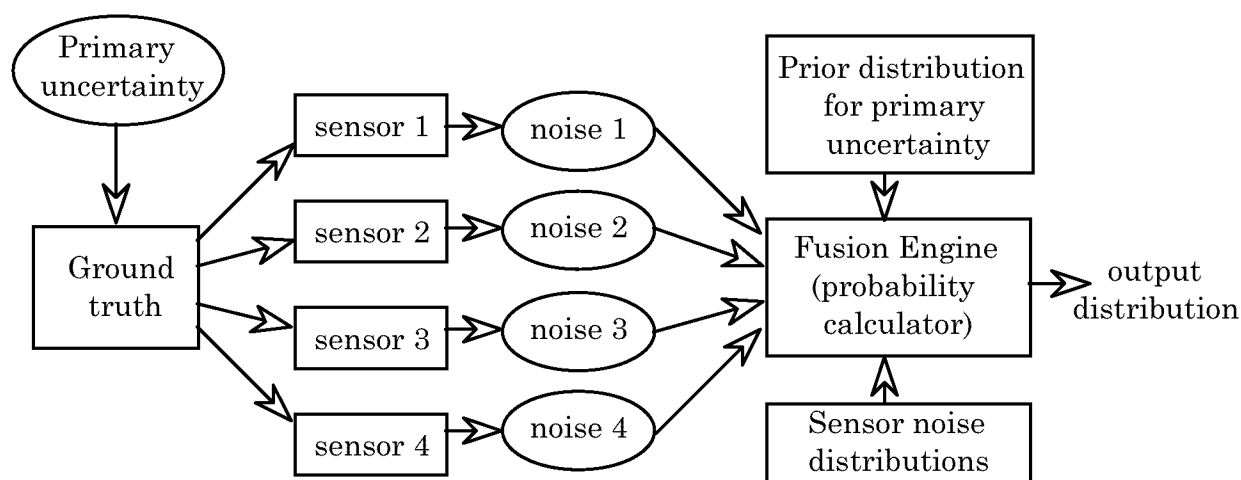 Primary
uncertainty
Ground
truth
sensor 1
noise 1
sensor 2
noise 2
sensor 3
noise 3
sensor 4
noise 4
Prior distribution
for primary
uncertainty
Fusion Engine
(probability
calculator)
output
distribution
Sensor noise
distributions